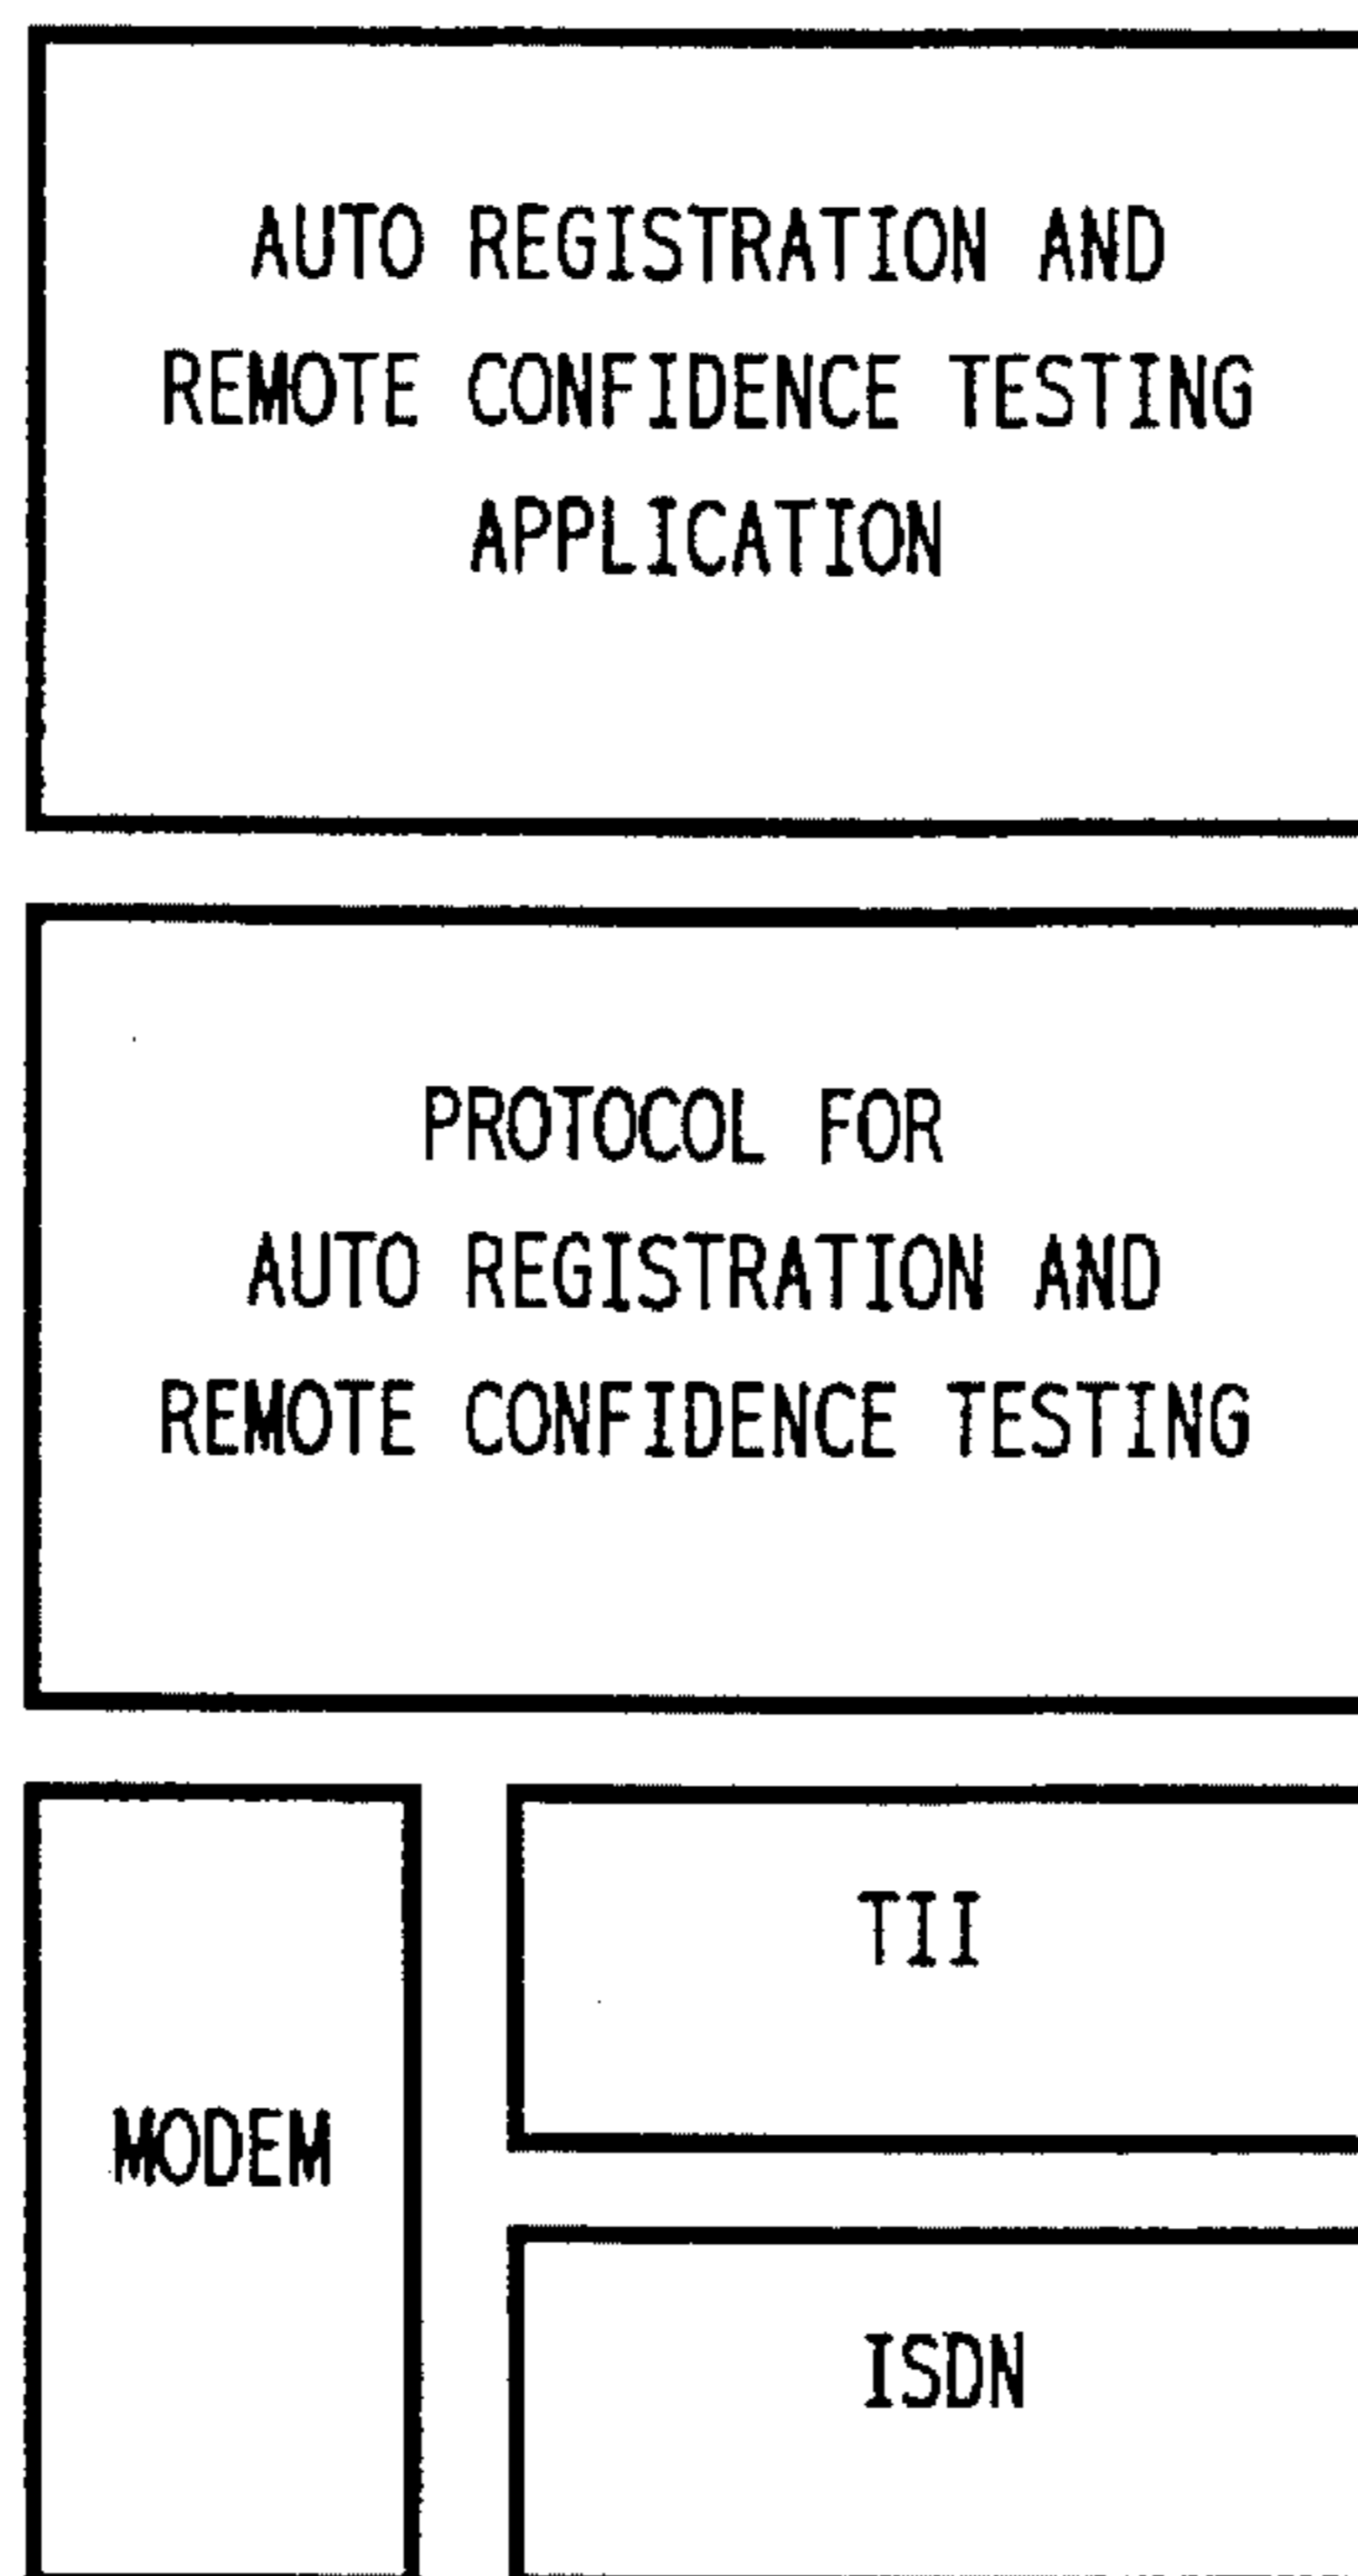 AUTO REGISTRATION AND
REMOTE CONFIDENCE TESTING
APPLICATION
PROTOCOL FOR
AUTO REGISTRATION AND
REMOTE CONFIDENCE TESTING
TII
MODEM
ISDN